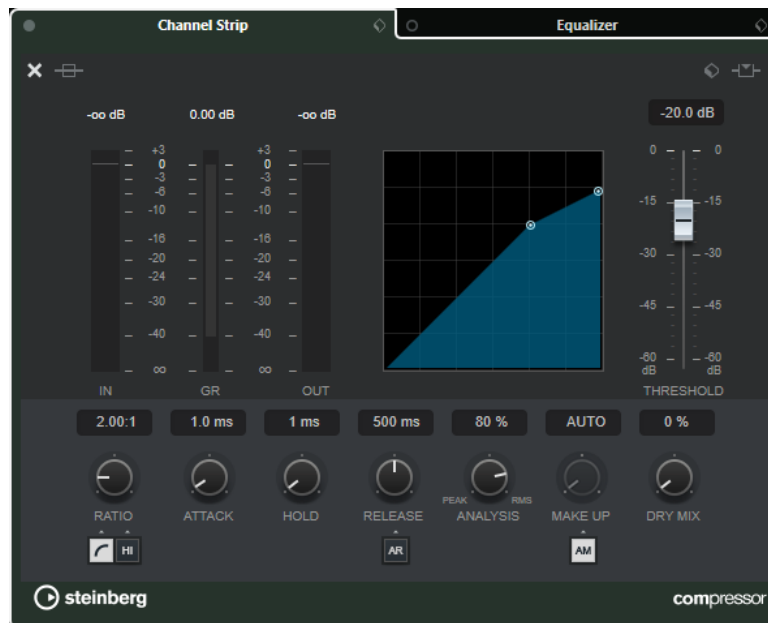 Channel Strip Equalizer
-oo dB 0.00 dB -oo dB -20.0 dB
+3 +3 0 0
0 0
-3 -3
-6 -6
-10 -10 -15 -15
-16 -16
-20 -20 -30 -30
-24 -24
-30 -30 -45 -45
-40 -40
-60 -60
∞ ∞ dB dB
IN GR OUT THRESHOLD
2.00:1 1.0 ms 1 ms 500 ms 80 % AUTO 0 %
PEAK RMS
RATIO ATTACK HOLD RELEASE ANALYSIS MAKE UP DRY MIX
HI AR AM
steinberg compressor